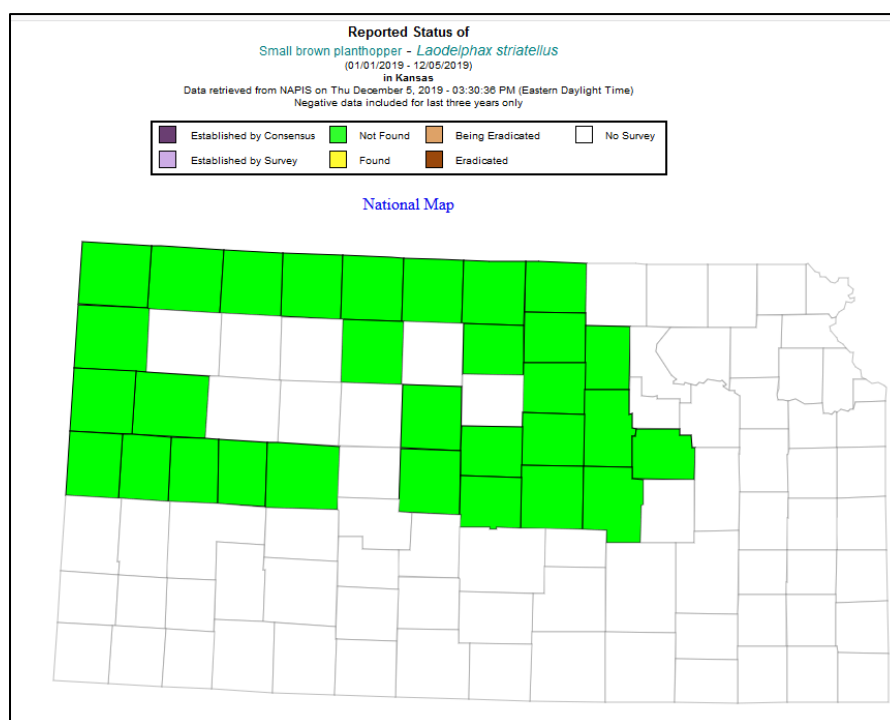 Reported Status of
Small brown planthopper - Laodelphax striatellus
(01/01/2019 - 12/05/2019)
in Kansas
Data retrieved from NAPIS on Thu December 5, 2019 - 03:30:36 PM (Eastern Daylight Time)
Negative data included for last three years only
Established by Consensus Not Found Being Eradicated No Survey
Established by Survey Found Eradicated
National Map